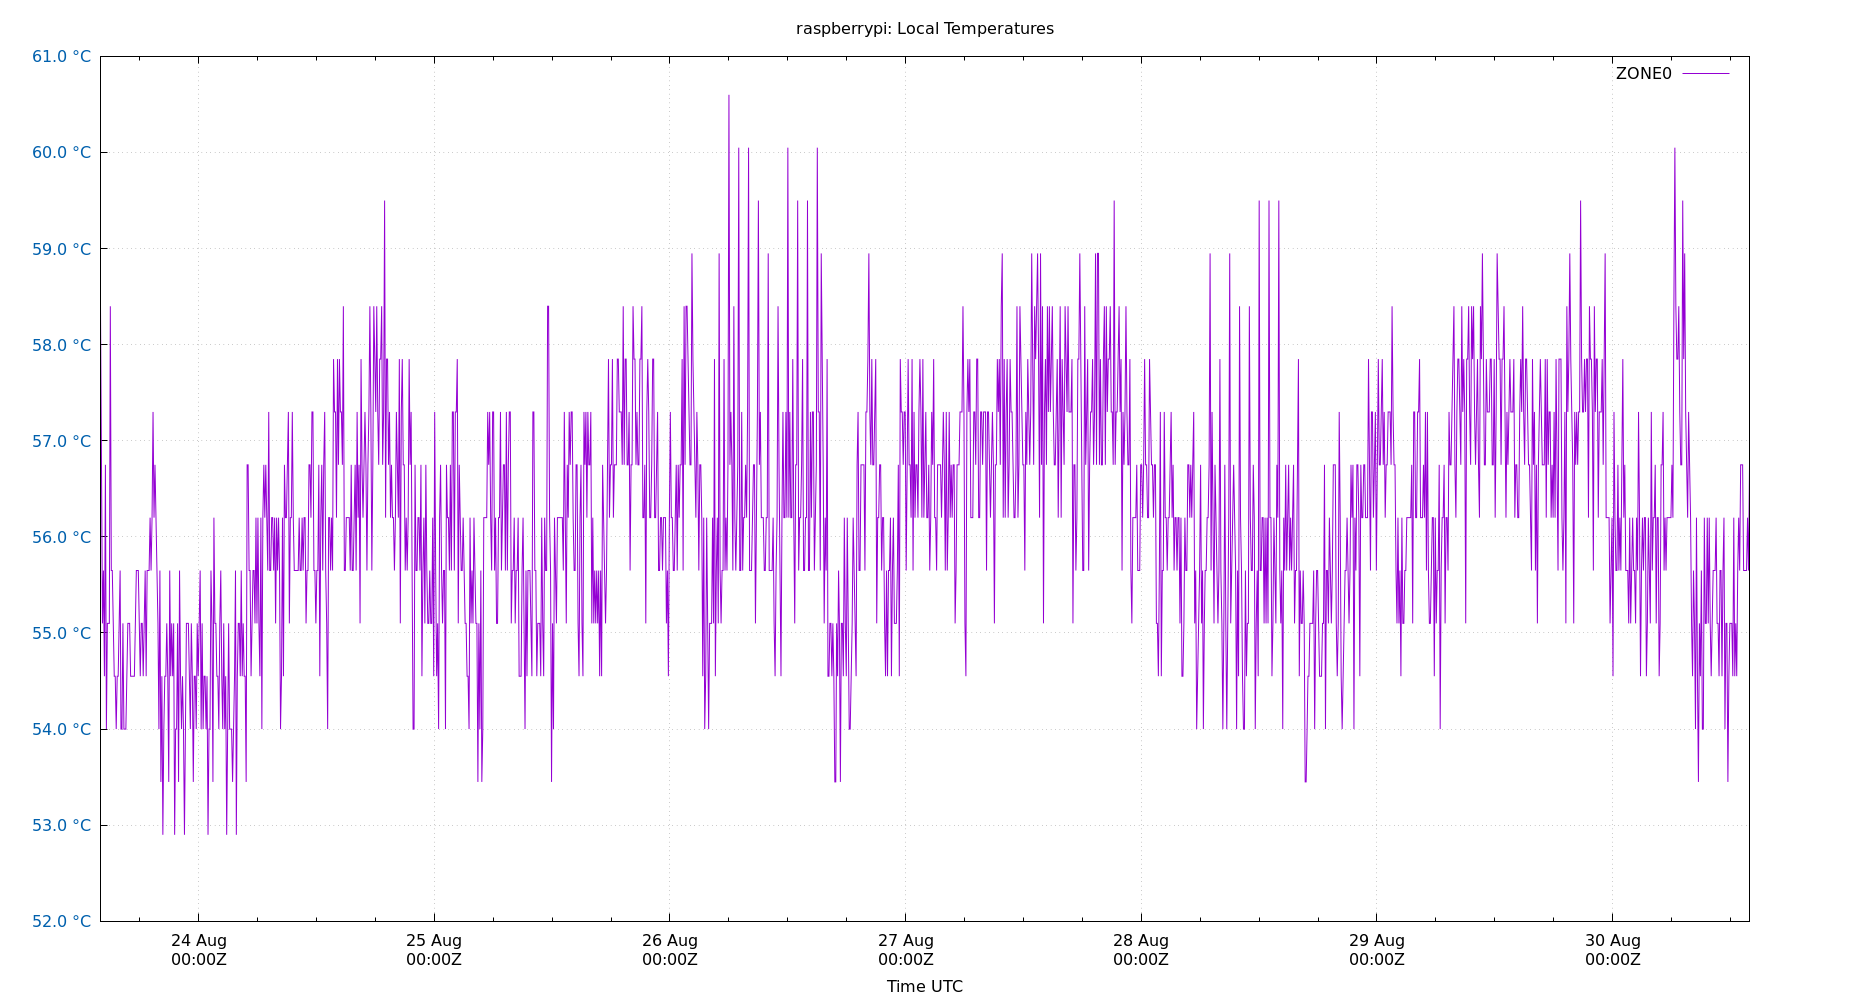 raspberrypi: Local Temperatures
ZONE0
61.0 °C
60.0 °C
59.0 °C
58.0 °C
57.0 °C
56.0 °C
55.0 °C
54.0 °C
53.0 °C
52.0 °C
24 Aug 25 Aug 26 Aug 27 Aug 28 Aug 29 Aug 30 Aug
00:00Z 00:00Z 00:00Z 00:00Z 00:00Z 00:00Z 00:00Z
Time UTC